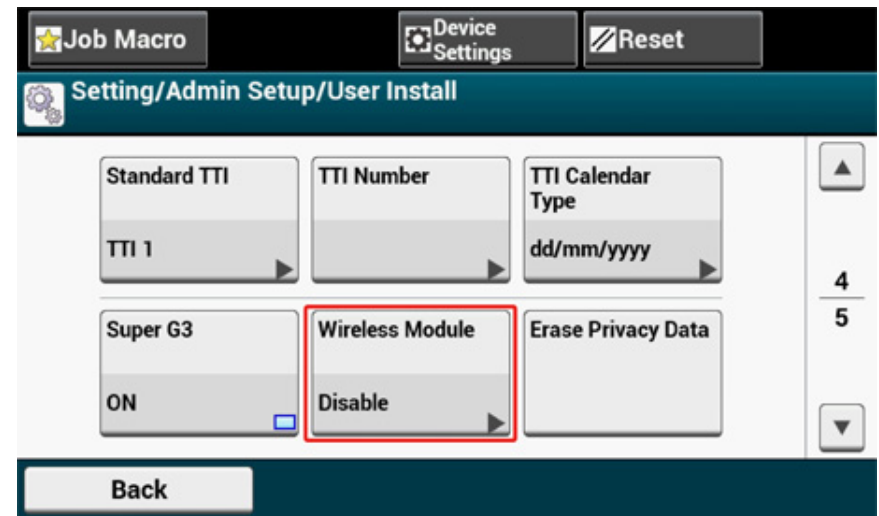 Job Macro
Device
Settings
Reset
Setting/Admin Setup/User Install
Standard TTI
TTI 1
TTI Number
TTI Calendar
Type
dd/mm/yyyy
4
5
Super G3
ON
Wireless Module
Disable
Erase Privacy Data
Back